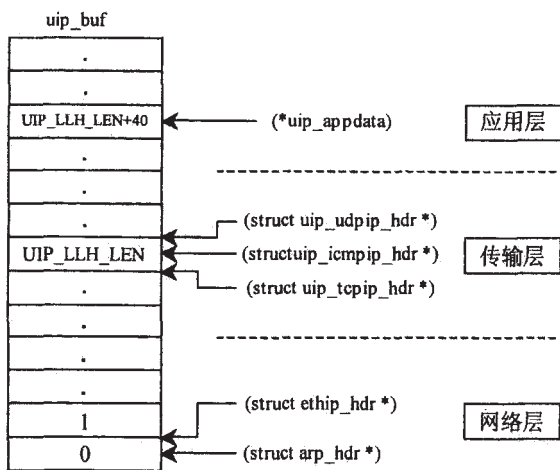 uip_buf
.
.
UIP_LLH_LEN+40
(*uip_appdata)
应用层
.
.
.
.
(struct uip_udpip_hdr *)
UIP_LLH_LEN
(structuip_icmpip_hdr *)
传输层
.
(struct uip_tcpip_hdr *)
.
.
.
1
(struct ethip_hdr *)
网络层
0
(struct arp_hdr *)